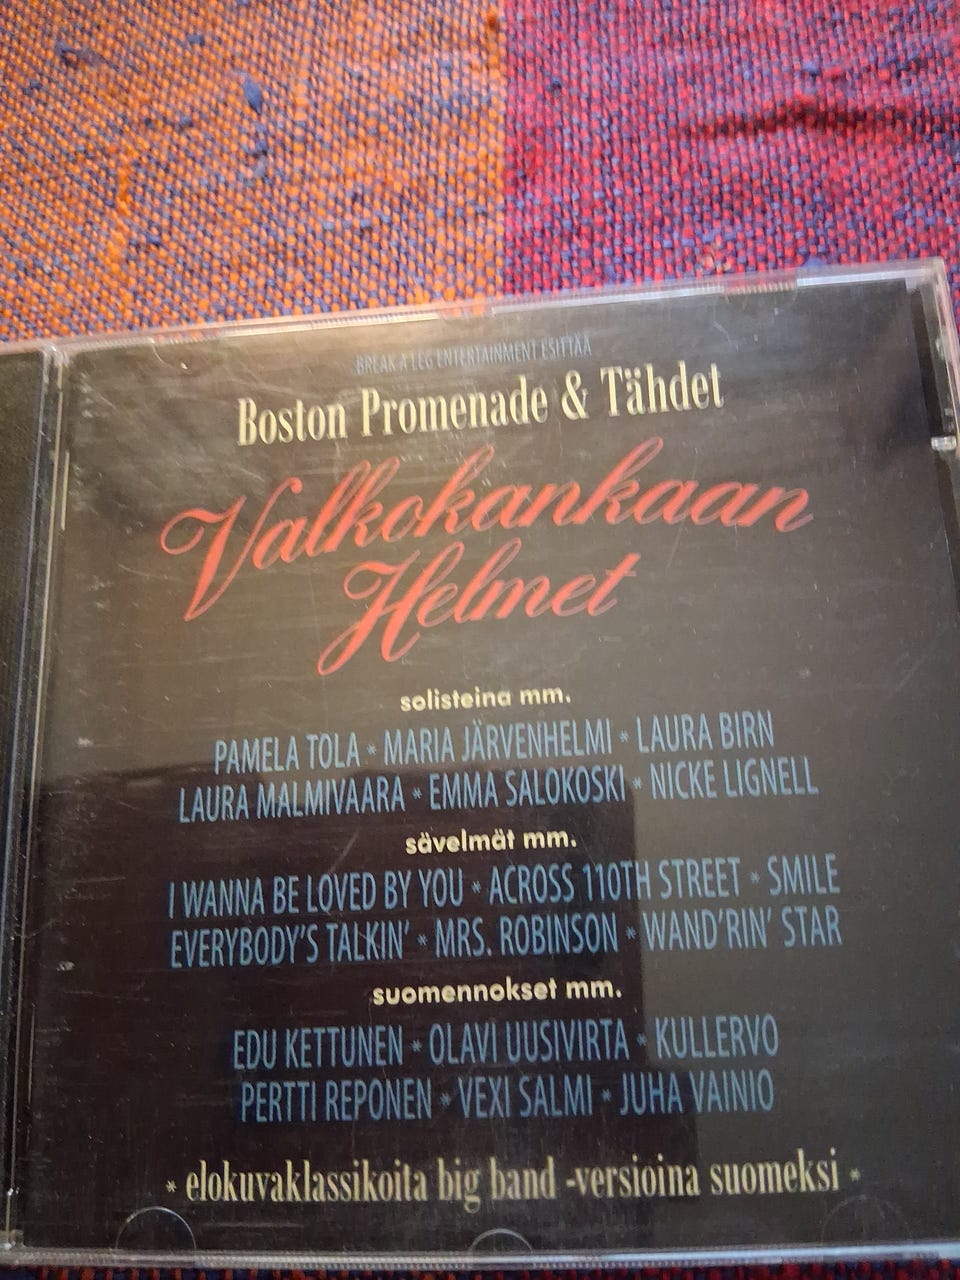 BREAK A LEG ENTERTAINMENT ESITTÄÄ
Boston Promenade & Tähdet
Valkokankaan
Helmet
solisteina mm.
PAMELA TOLA * MARIA JÄRVENHELMI * LAURA BIRN
LAURA MALMIVAARA * EMMA SALOKOSKI * NICKE LIGNELL
sävelmät mm.
I WANNA BE LOVED BY YOU * ACROSS 110TH STREET * SMILE
EVERYBODY'S TALKIN' * MRS. ROBINSON * WAND'RIN' STAR
suomennokset mm.
EDU KETTUNEN * OLAVI UUSIVIRTA * KULLERVO
PERTTI REPONEN * VEXI SALMI * JUHA VAINIO
* elokuvaklassikoita big band -versioina suomeksi *